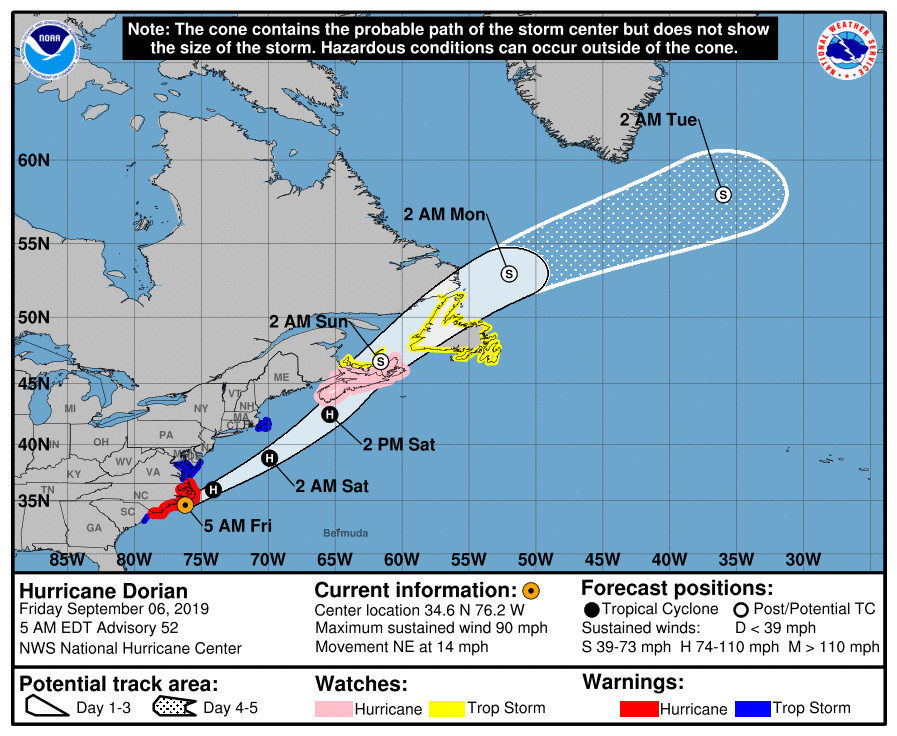 Note: The cone contains the probable path of the storm center but does not show
the size of the storm. Hazardous conditions can occur outside of the cone.
NOAA
NATIONAL WEATHER SERVICE
2 AM Tue
60N
2 AM Mon
55N
50N
2 AM Sun
45N
ME
VT
NH
MI
NY
MA
CT
40N
2 PM Sat
PA
OH
WV
VA
KY
2 AM Sat
TN
NC
35N
SC
5 AM Fri
GA
Bermuda
85W 80W 75W 70W 65W 60W 55W 50W 45W 40W 35W 30W
Hurricane Dorian
Friday September 06, 2019
5 AM EDT Advisory 52
NWS National Hurricane Center
Current information:
Center location 34.6 N 76.2 W
Maximum sustained wind 90 mph
Movement NE at 14 mph
Forecast positions:
Tropical Cyclone Post/Potential TC
Sustained winds: D < 39 mph
S 39-73 mph H 74-110 mph M > 110 mph
Potential track area:
Day 1-3 Day 4-5
Watches:
Hurricane Trop Storm
Warnings:
Hurricane Trop Storm